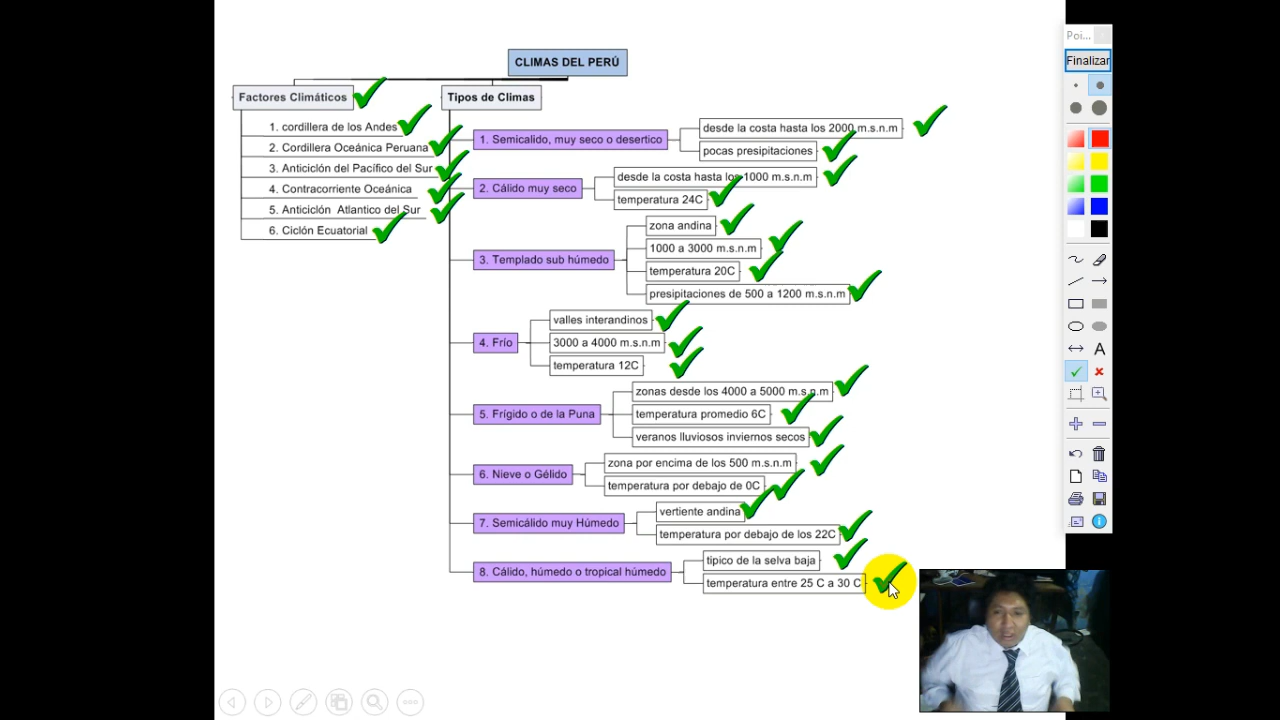 CLIMAS DEL PERÚ
Factores Climáticos
1. cordillera de los Andes
2. Cordillera Oceánica Peruana
3. Anticiclón del Pacífico del Sur
4. Contracorriente Oceánica
5. Anticiclón Atlantico del Sur
6. Ciclón Ecuatorial
Tipos de Climas
1. Semicalido, muy seco o desertico
desde la costa hasta los 2000 m.s.n.m
pocas presipitaciones
2. Cálido muy seco
desde la costa hasta los 1000 m.s.n.m
temperatura 24C
3. Templado sub húmedo
zona andina
1000 a 3000 m.s.n.m
temperatura 20C
presipitaciones de 500 a 1200 m.s.n.m
4. Frío
valles interandinos
3000 a 4000 m.s.n.m
temperatura 12C
5. Frígido o de la Puna
zonas desde los 4000 a 5000 m.s.n.m
temperatura promedio 6C
veranos lluviosos inviernos secos
6. Nieve o Gélido
zona por encima de los 500 m.s.n.m
temperatura por debajo de 0C
7. Semicálido muy Húmedo
vertiente andina
temperatura por debajo de los 22C
8. Cálido, húmedo o tropical húmedo
tipico de la selva baja
temperatura entre 25 C a 30 C
Poi...
Finalizar
A